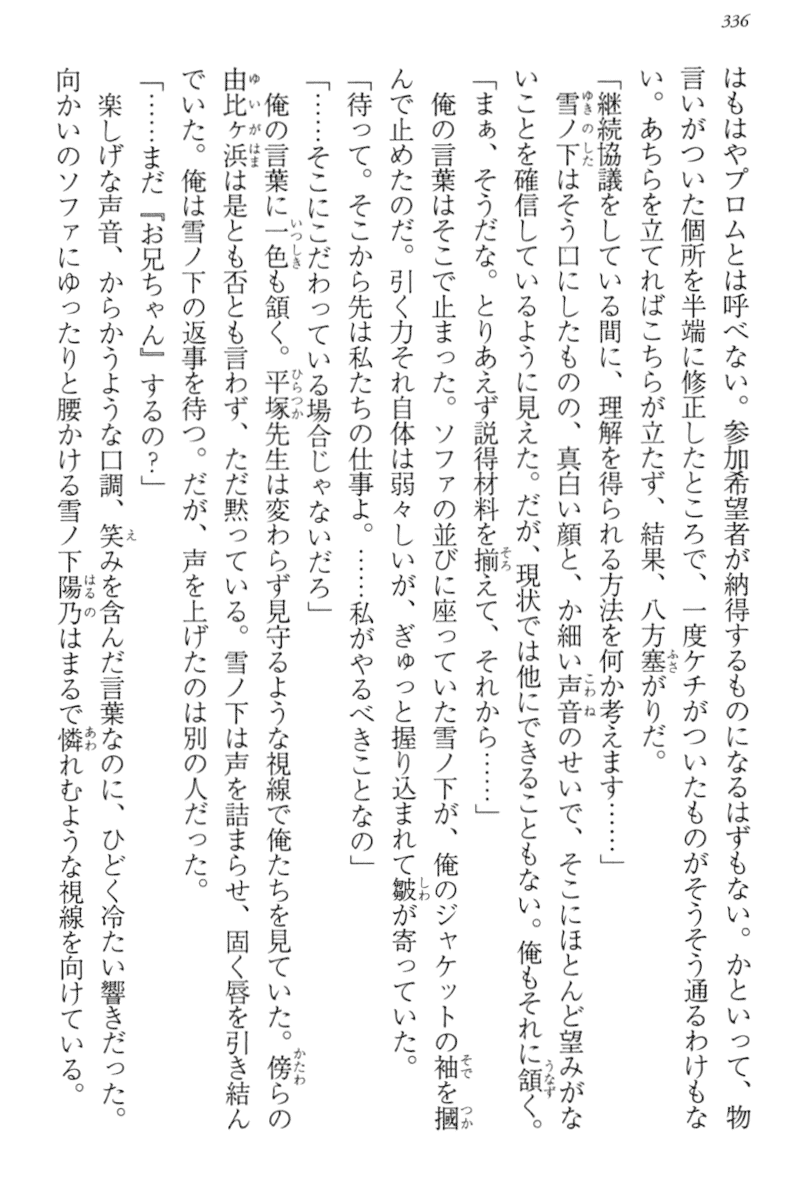 336
はもはやプロムとは呼べない。参加希望者が納得するものになるはずもない。かといって、物
言いがついた個所を半端に修正したところで、一度ケチがついたものがそうそう通るわけもな
い。あちらを立てればこちらが立たず、結果、八方塞がりだ。
「継続協議をしている間に、理解を得られる方法を何か考えます……」
　雪ノ下はそう口にしたものの、真白い顔と、か細い声音のせいで、そこにほとんど望みがな
いことを確信しているように見えた。だが、現状では他にできることもない。俺もそれに頷く。
「まぁ、そうだな。とりあえず説得材料を揃えて、それから……」
　俺の言葉はそこで止まった。ソファの並びに座っていた雪ノ下が、俺のジャケットの袖を摑
んで止めたのだ。引く力それ自体は弱々しいが、ぎゅっと握り込まれて皺が寄っていた。
「待って。そこから先は私たちの仕事よ。……私がやるべきことなの」
「……そこにこだわっている場合じゃないだろ」
　俺の言葉に一色も頷く。平塚先生は変わらず見守るような視線で俺たちを見ていた。傍らの
由比ヶ浜は是とも否とも言わず、ただ黙っている。雪ノ下は声を詰まらせ、固く唇を引き結ん
でいた。俺は雪ノ下の返事を待つ。だが、声を上げたのは別の人だった。
「……まだ『お兄ちゃん』するの？」
　楽しげな声音、からかうような口調、笑みを含んだ言葉なのに、ひどく冷たい響きだった。
向かいのソファにゆったりと腰かける雪ノ下陽乃はまるで憐れむような視線を向けている。